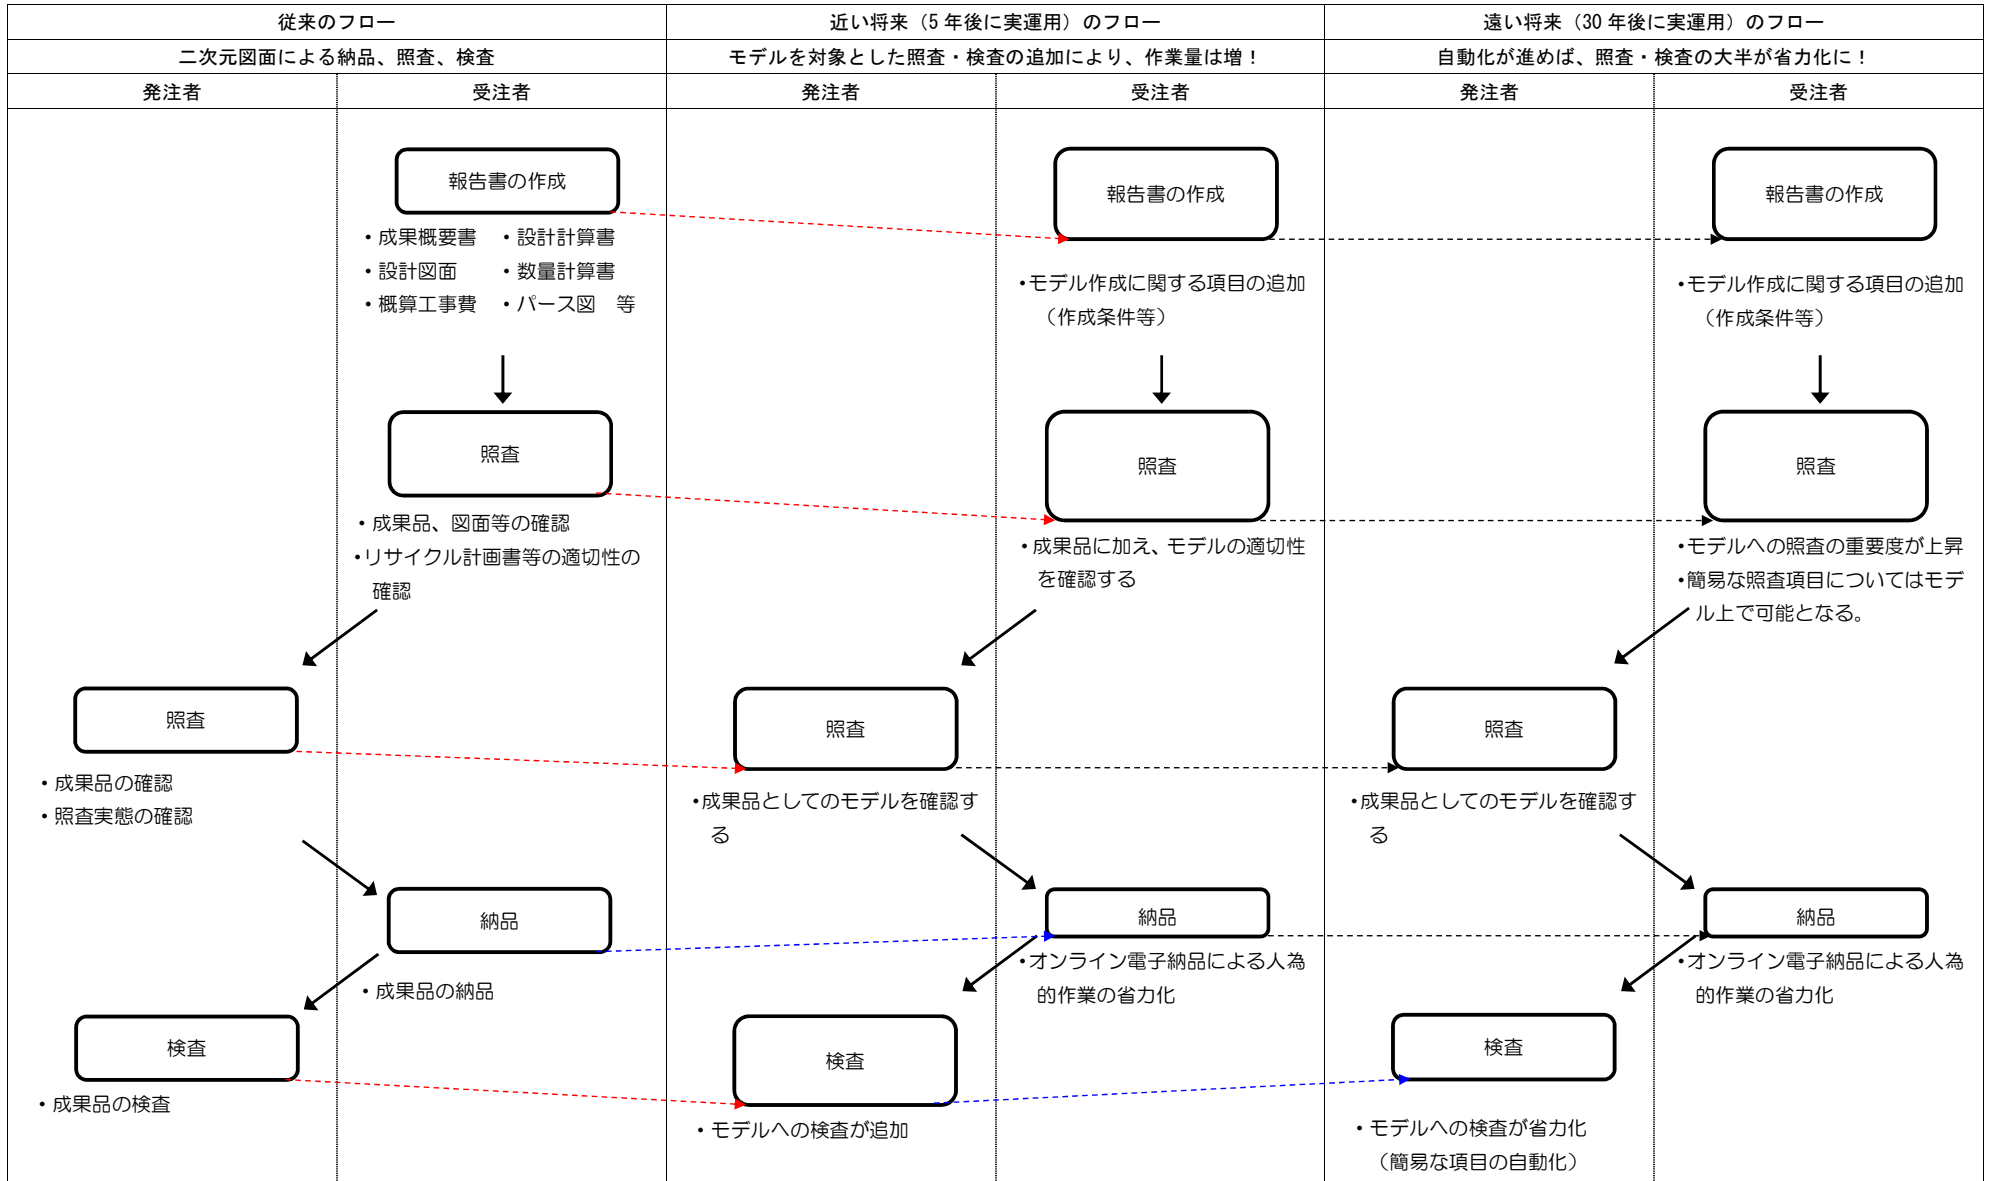 従来のフロー
近い将来（5 年後に実運用）のフロー
遠い将来（30 年後に実運用）のフロー
二次元図面による納品、照査、検査
モデルを対象とした照査・検査の追加により、作業量は増！
自動化が進めば、照査・検査の大半が省力化に！
発注者
受注者
発注者
受注者
発注者
受注者
報告書の作成
・成果概要書 ・設計計算書
・設計図面 ・数量計算書
・概算工事費 ・パース図 等
照査
・成果品、図面等の確認
・リサイクル計画書等の適切性の
確認
照査
・成果品の確認
・照査実態の確認
納品
・成果品の納品
検査
・成果品の検査
報告書の作成
・モデル作成に関する項目の追加
（作成条件等）
照査
・成果品に加え、モデルの適切性
を確認する
照査
・成果品としてのモデルを確認す
る
納品
・オンライン電子納品による人為
的作業の省力化
検査
・モデルへの検査が追加
報告書の作成
・モデル作成に関する項目の追加
（作成条件等）
照査
・モデルへの照査の重要度が上昇
・簡易な照査項目についてはモデ
ル上で可能となる。
照査
・成果品としてのモデルを確認す
る
納品
・オンライン電子納品による人為
的作業の省力化
検査
・モデルへの検査が省力化
（簡易な項目の自動化）